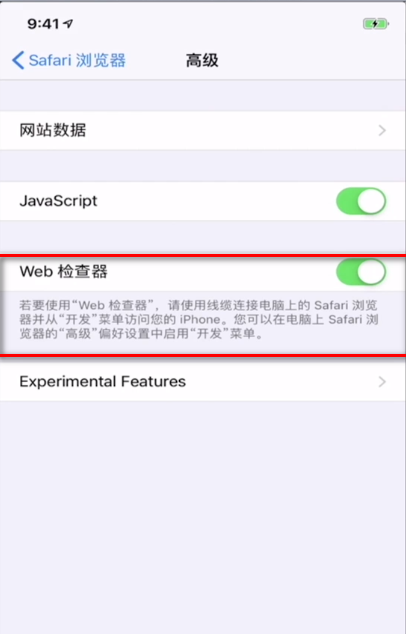 9:41
Safari 浏览器
高级
网站数据
JavaScript
Web 检查器
若要使用“Web 检查器”，请使用线缆连接电脑上的 Safari 浏览
器并从“开发”菜单访问您的 iPhone。您可以在电脑上 Safari 浏
览器的“高级”偏好设置中启用“开发”菜单。
Experimental Features